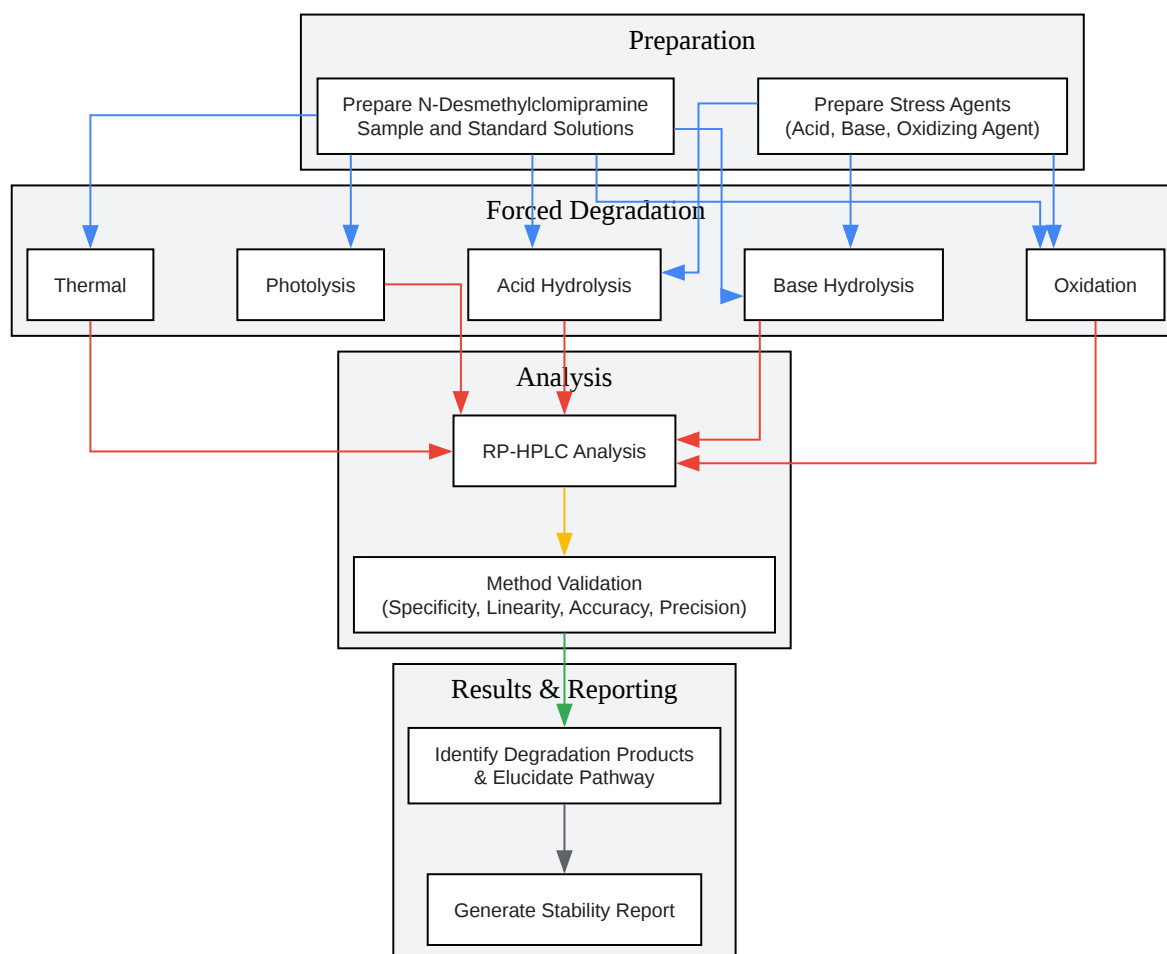 Preparation
Prepare N-Desmethylclomipramine
Sample and Standard Solutions
Prepare Stress Agents
(Acid, Base, Oxidizing Agent)
Forced Degradation
Thermal
Photolysis
Acid Hydrolysis
Base Hydrolysis
Oxidation
Analysis
RP-HPLC Analysis
Method Validation
(Specificity, Linearity, Accuracy, Precision)
Results & Reporting
Identify Degradation Products
& Elucidate Pathway
Generate Stability Report